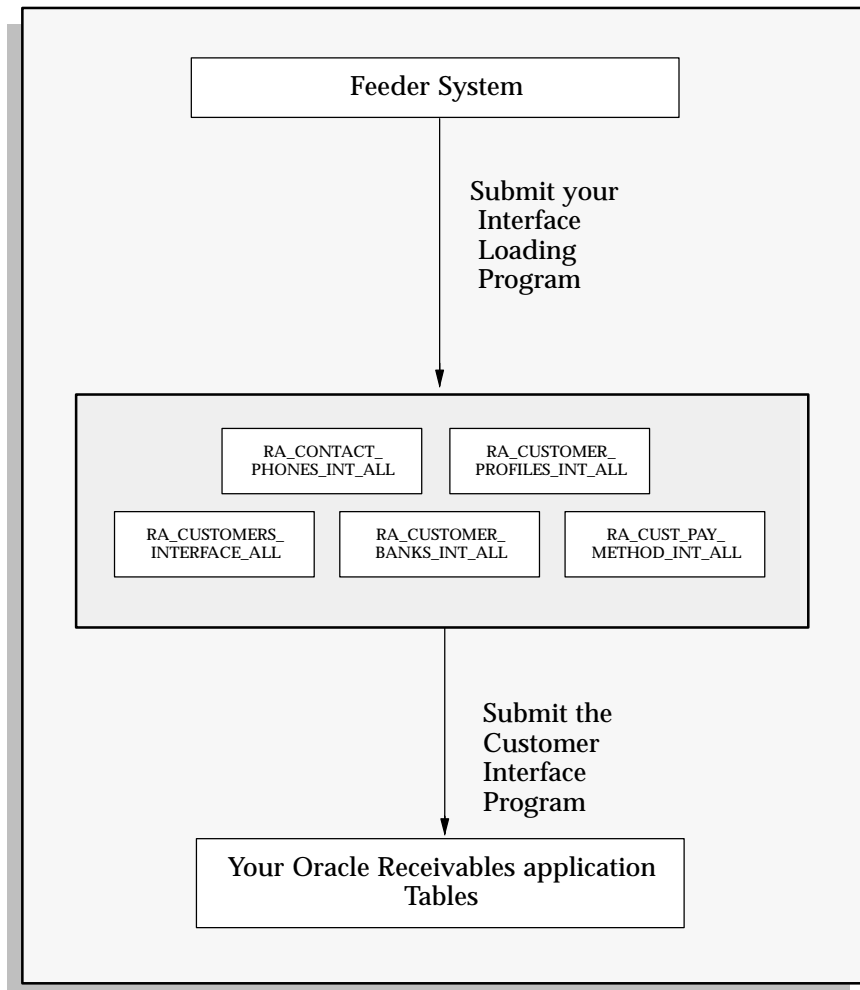 Feeder System
Submit your
Interface
Loading
Program
RA_CONTACT_
PHONES_INT_ALL
RA_CUSTOMER_
PROFILES_INT_ALL
RA_CUSTOMERS_
INTERFACE_ALL
RA_CUSTOMER_
BANKS_INT_ALL
RA_CUST_PAY_
METHOD_INT_ALL
Submit the
Customer
Interface
Program
Your Oracle Receivables application
Tables